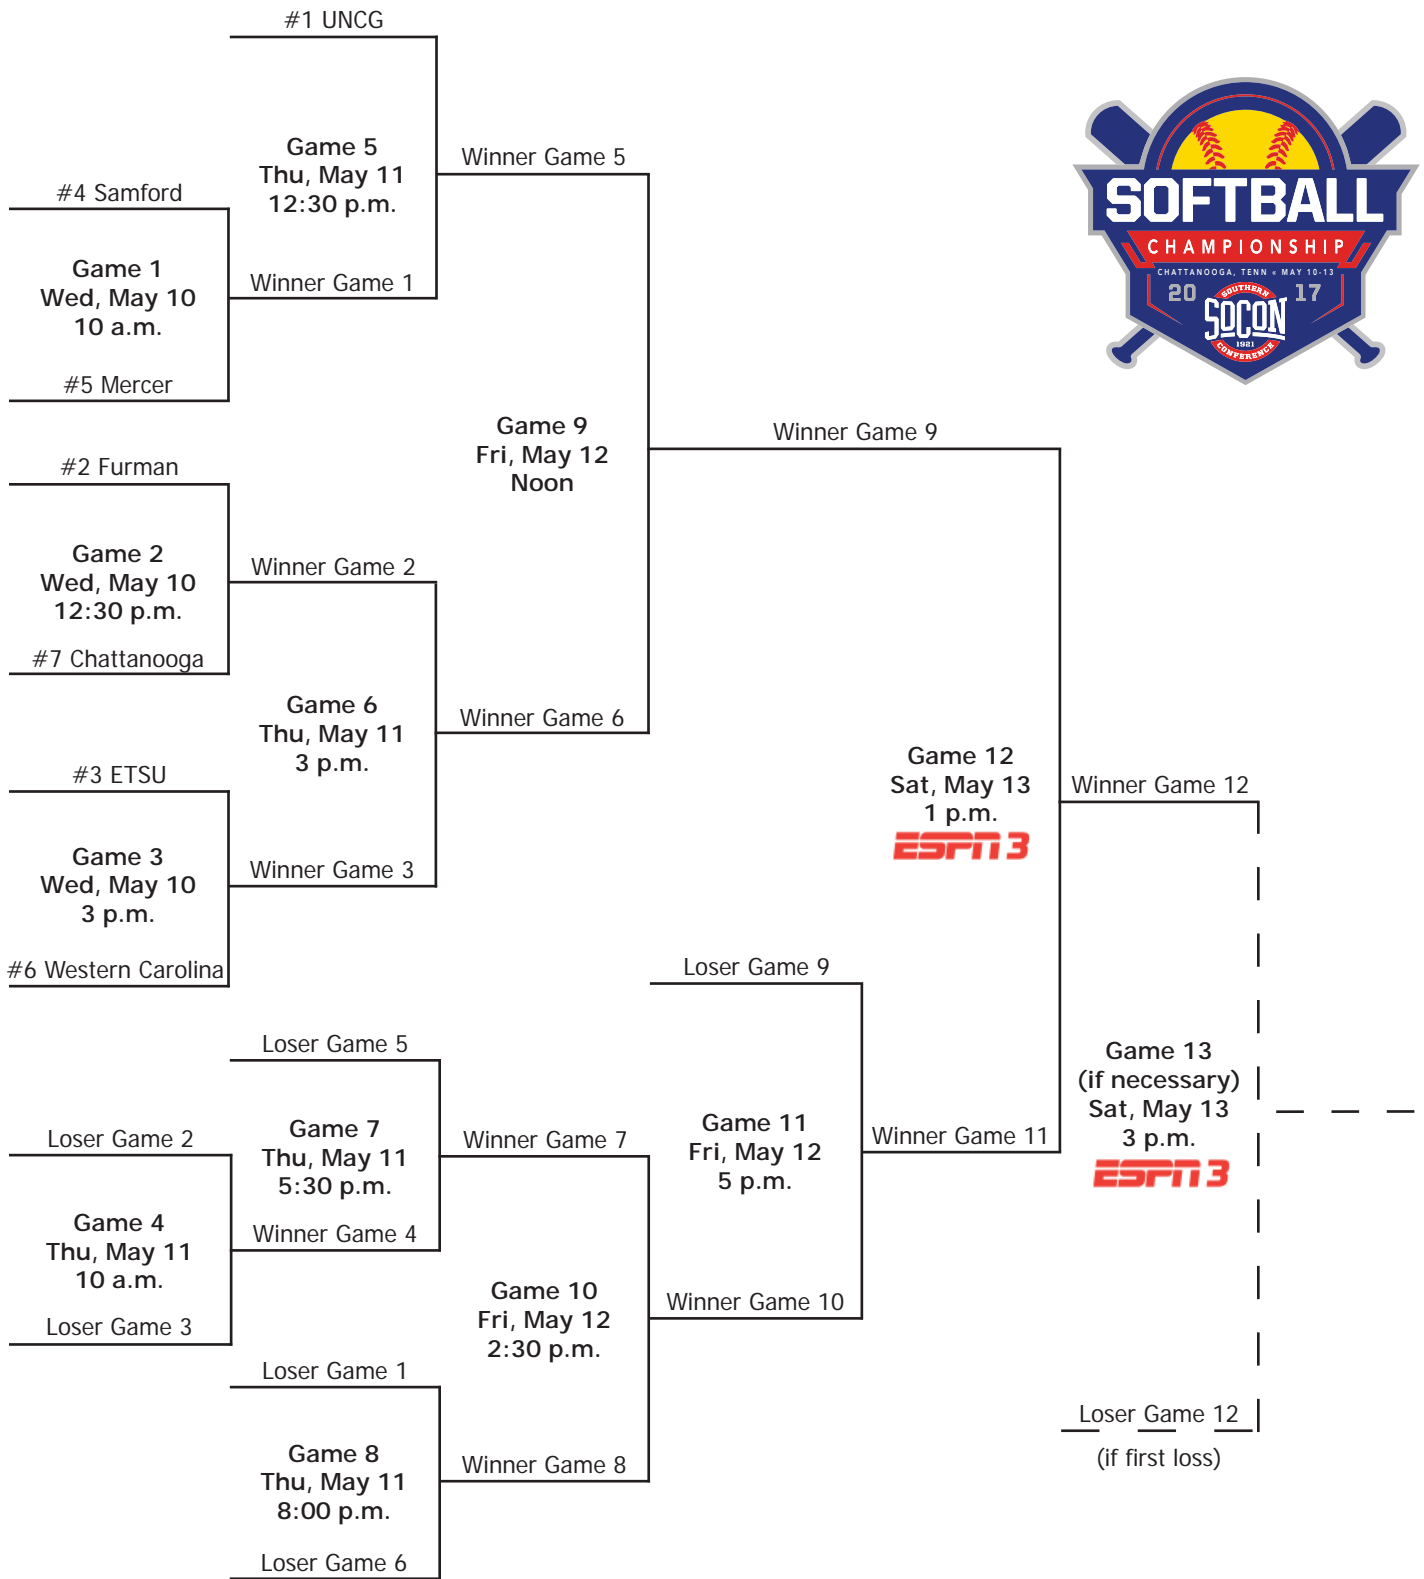 #1 UNCG
Game 5
Thu, May 11
12:30 p.m.
Winner Game 5
#4 Samford
Game 1
Wed, May 10
10 a.m.
Winner Game 1
#5 Mercer
SOFTBALL
CHAMPIONSHIP
CHATTANOOGA, TENN • MAY 10-13
20 17
SOUTHERN
SOCON
1921
CONFERENCE
#2 Furman
Game 9
Fri, May 12
Noon
Winner Game 9
Game 2
Wed, May 10
12:30 p.m.
Winner Game 2
#7 Chattanooga
Game 6
Thu, May 11
3 p.m.
Winner Game 6
#3 ETSU
Game 3
Wed, May 10
3 p.m.
Winner Game 3
#6 Western Carolina
Game 12
Sat, May 13
1 p.m.
ESPN 3
Winner Game 12
Loser Game 9
Loser Game 5
Loser Game 2
Game 7
Thu, May 11
5:30 p.m.
Winner Game 7
Game 11
Fri, May 12
5 p.m.
Winner Game 11
Game 13
(if necessary)
Sat, May 13
3 p.m.
ESPN 3
Game 4
Thu, May 11
10 a.m.
Winner Game 4
Loser Game 3
Game 10
Fri, May 12
2:30 p.m.
Winner Game 10
Loser Game 1
Game 8
Thu, May 11
8:00 p.m.
Winner Game 8
Loser Game 6
Loser Game 12
(if first loss)